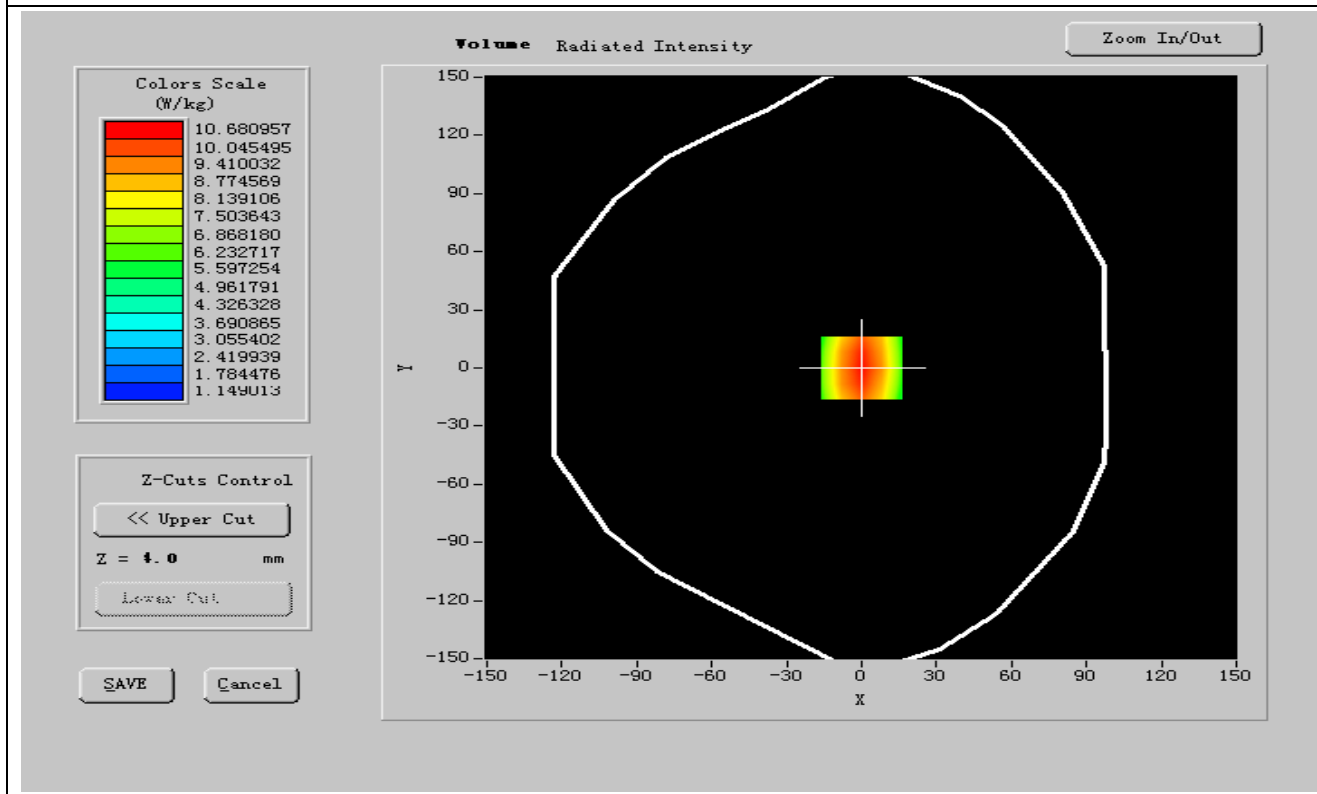 Volume Radiated Intensity
Zoom In/Out
Colors Scale
(W/kg)
10.680957
10.045495
9.410032
8.774569
8.139106
7.503643
6.868180
6.232717
5.597254
4.961791
4.326328
3.690865
3.055402
2.419939
1.784476
1.149013
Z-Cuts Control
<< Upper Cut
Z = 4.0 mm
Lower Cut
SAVE
Cancel
150
120
90
60
30
0
-30
-60
-90
-120
-150
Y
-150 -120 -90 -60 -30 0 30 60 90 120 150
X